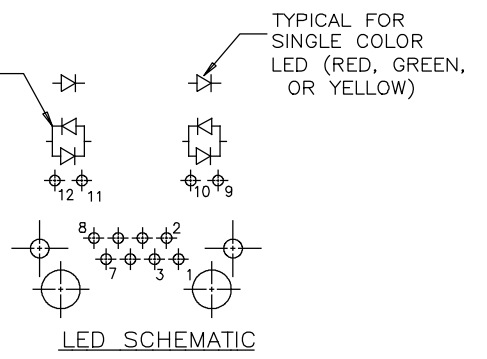 TYPICAL FOR
SINGLE COLOR
LED (RED, GREEN,
OR YELLOW)
12 11 10 9
8 2
7 3 1
LED SCHEMATIC